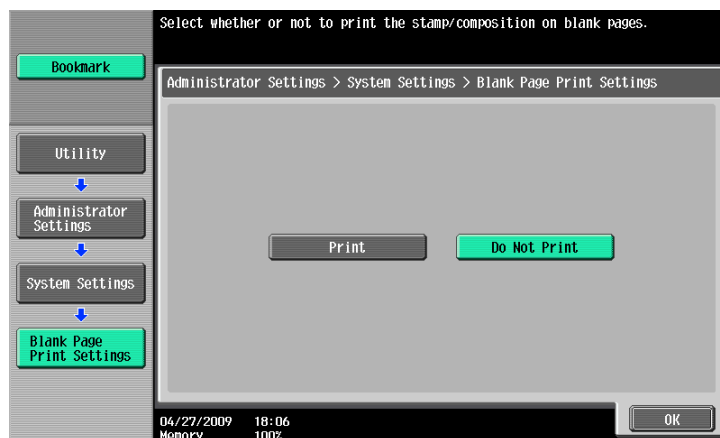 Select whether or not to print the stamp/composition on blank pages.
Bookmark
Administrator Settings > System Settings > Blank Page Print Settings
Utility
Administrator
Settings
System Settings
Blank Page
Print Settings
Print
Do Not Print
04/27/2009 18:06
Memory 100%
OK